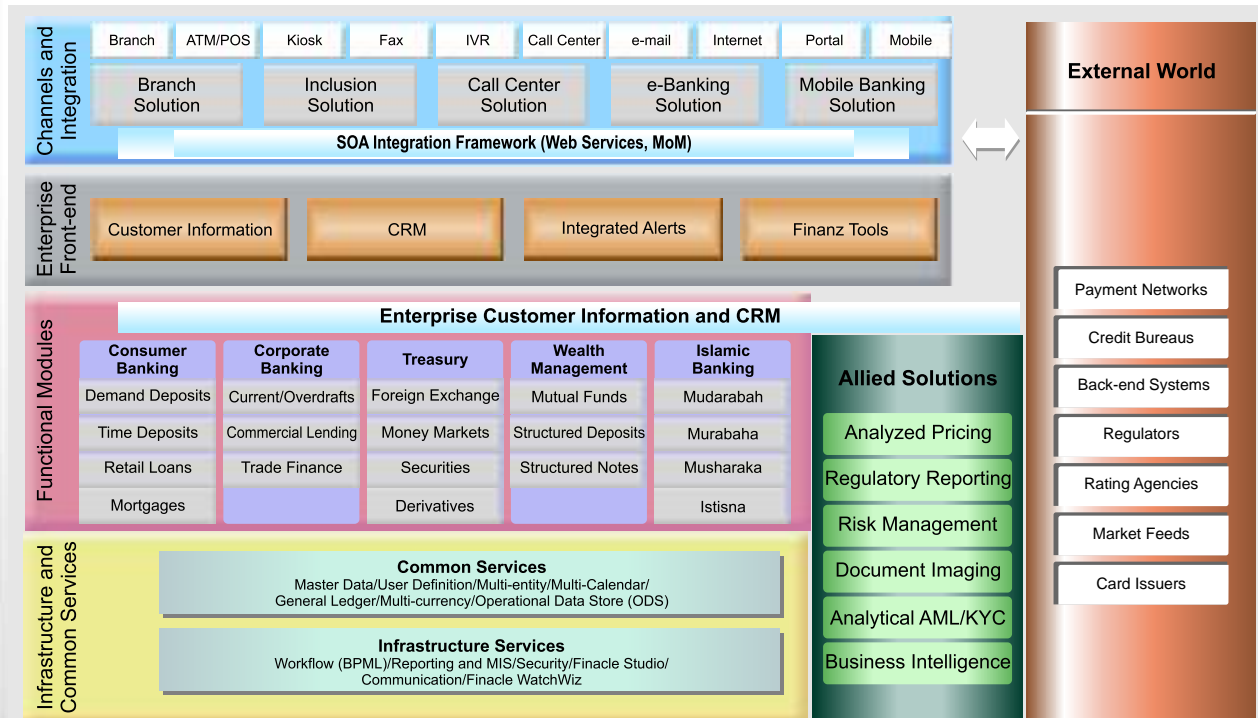 Channels and
Integration
Branch
ATM/POS
Kiosk
Fax
IVR
Call Center
e-mail
Internet
Portal
Mobile
Branch
Solution
Inclusion
Solution
Call Center
Solution
e-Banking
Solution
Mobile Banking
Solution
SOA Integration Framework (Web Services, MoM)
Enterprise
Front-end
Customer Information
CRM
Integrated Alerts
Finanz Tools
Functional Modules
Enterprise Customer Information and CRM
Consumer
Banking
Demand Deposits
Time Deposits
Retail Loans
Mortgages
Corporate
Banking
Current/Overdrafts
Commercial Lending
Trade Finance
Treasury
Foreign Exchange
Money Markets
Securities
Derivatives
Wealth
Management
Mutual Funds
Structured Deposits
Structured Notes
Islamic
Banking
Mudarabah
Murabaha
Musharaka
Istisna
Infrastructure and
Common Services
Common Services
Master Data/User Definition/Multi-entity/Multi-Calendar/
General Ledger/Multi-currency/Operational Data Store (ODS)
Infrastructure Services
Workflow (BPML)/Reporting and MIS/Security/Finacle Studio/
Communication/Finacle WatchWiz
Allied Solutions
Analyzed Pricing
Regulatory Reporting
Risk Management
Document Imaging
Analytical AML/KYC
Business Intelligence
External World
Payment Networks
Credit Bureaus
Back-end Systems
Regulators
Rating Agencies
Market Feeds
Card Issuers